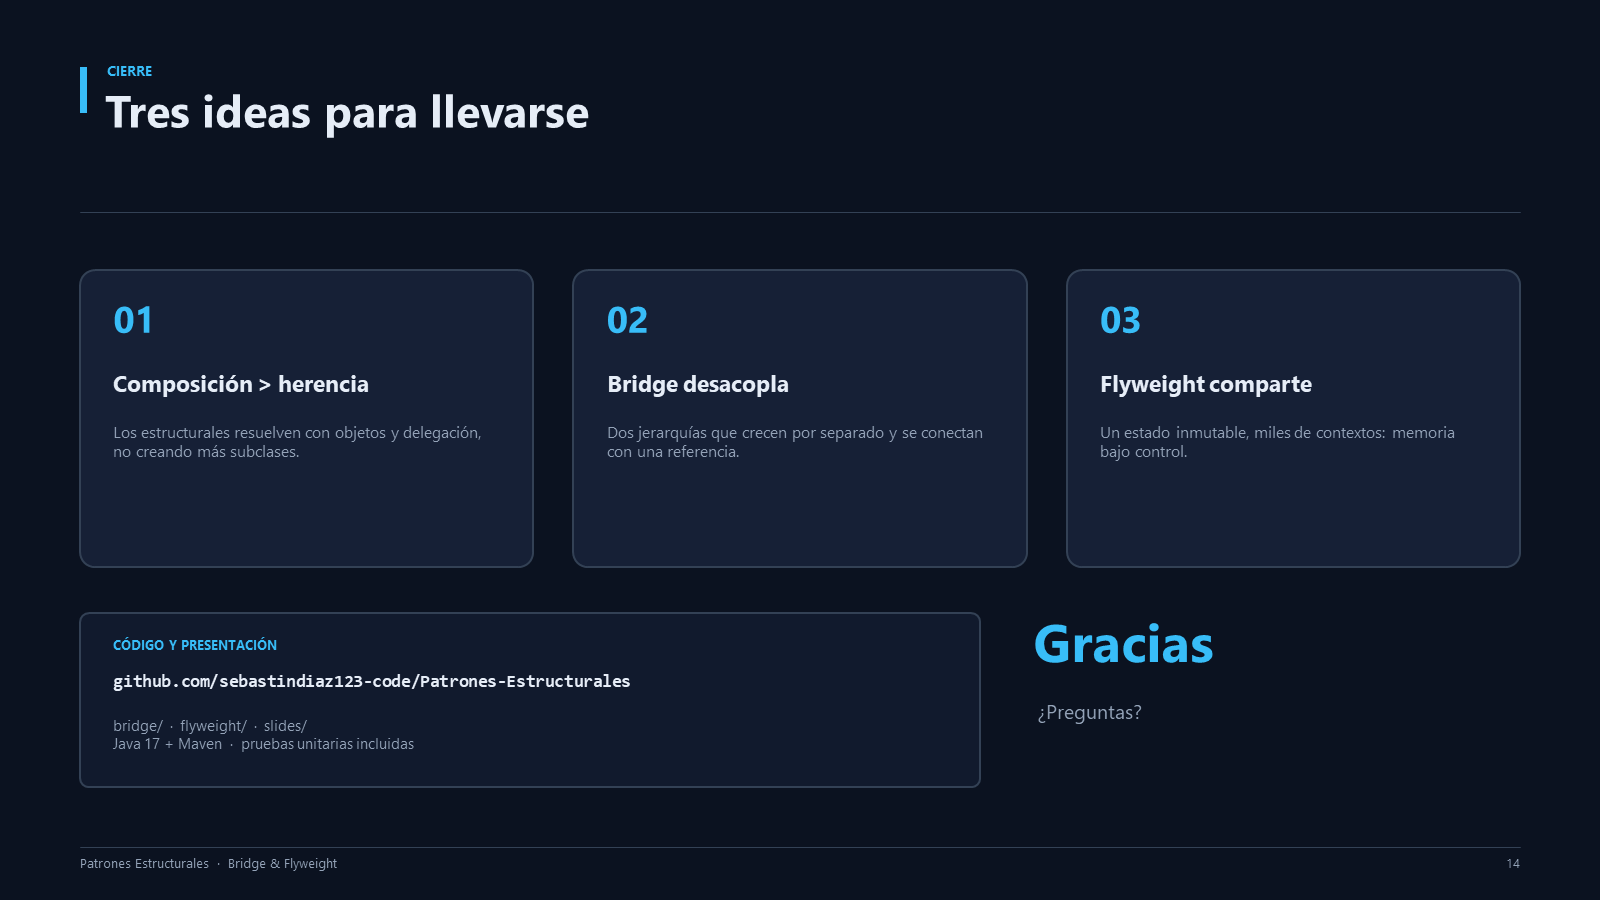 CIERRE
Tres ideas para llevarse
01
Composición > herencia
Los estructurales resuelven con objetos y delegación,
no creando más subclases.
02
Bridge desacopla
Dos jerarquías que crecen por separado y se conectan
con una referencia.
03
Flyweight comparte
Un estado inmutable, miles de contextos: memoria
bajo control.
CÓDIGO Y PRESENTACIÓN
github.com/sebastindiaz123-code/Patrones-Estructurales
bridge/ · flyweight/ · slides/
Java 17 + Maven · pruebas unitarias incluidas
Gracias
¿Preguntas?
Patrones Estructurales · Bridge & Flyweight
14